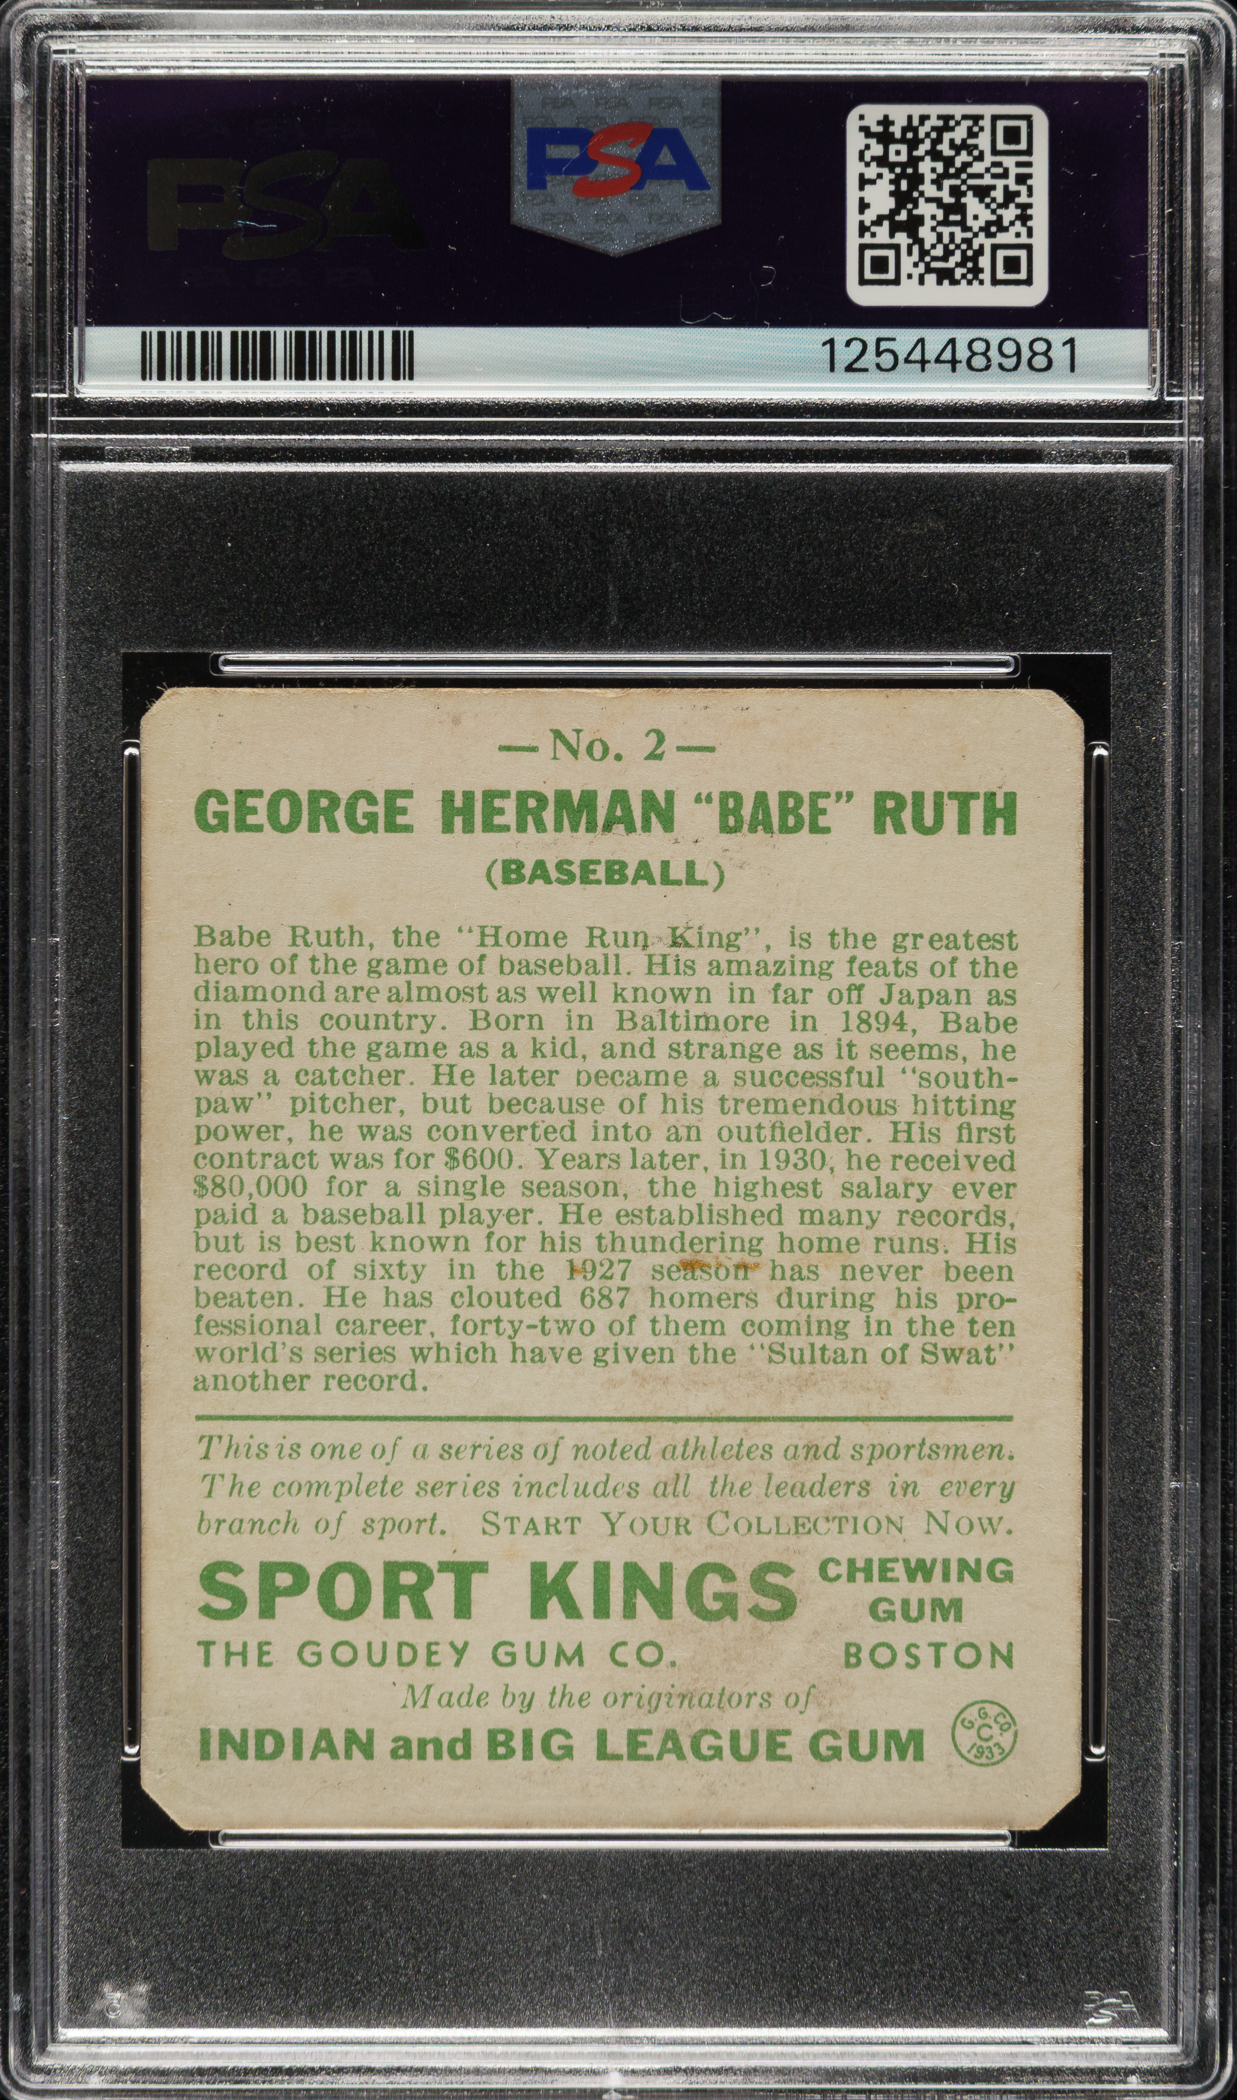 PSA
PSA
125448981
—No. 2—
GEORGE HERMAN "BABE" RUTH
(BASEBALL)
Babe Ruth, the "Home Run King", is the greatest
hero of the game of baseball. His amazing feats of the
diamond are almost as well known in far off Japan as
in this country. Born in Baltimore in 1894, Babe
played the game as a kid, and strange as it seems, he
was a catcher. He later became a successful "south-
paw" pitcher, but because of his tremendous hitting
power, he was converted into an outfielder. His first
contract was for $600. Years later, in 1930, he received
$80,000 for a single season, the highest salary ever
paid a baseball player. He established many records,
but is best known for his thundering home runs. His
record of sixty in the 1927 season has never been
beaten. He has clouted 687 homers during his pro-
fessional career, forty-two of them coming in the ten
world's series which have given the "Sultan of Swat"
another record.
This is one of a series of noted athletes and sportsmen.
The complete series includes all the leaders in every
branch of sport. START YOUR COLLECTION NOW.
SPORT KINGS CHEWING GUM
THE GOUDEY GUM CO. BOSTON
Made by the originators of
INDIAN and BIG LEAGUE GUM
G. G. CO.
C.
1933
PSA